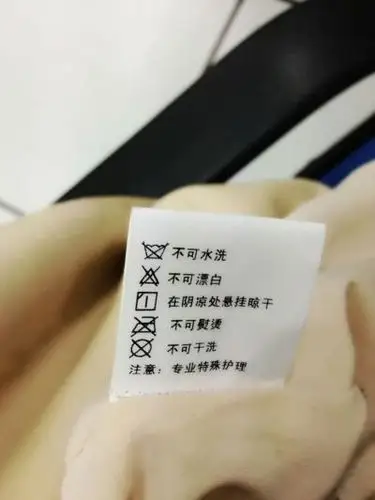 不可水洗
不可漂白
在阴凉处悬挂晾干
不可熨烫
不可干洗
注意：专业特殊护理